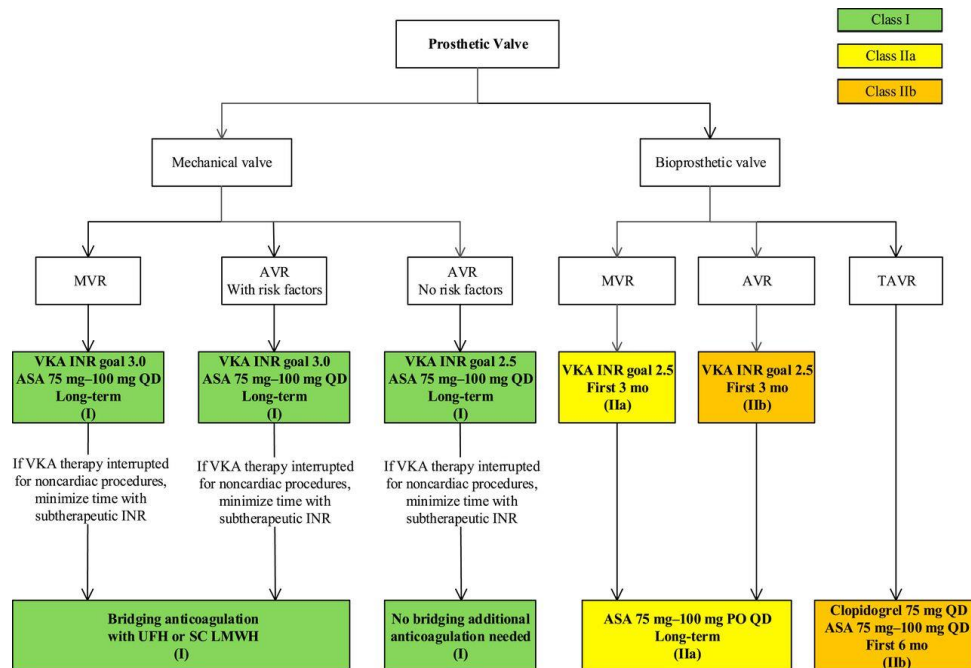 Prosthetic Valve
Class I
Class IIa
Class IIb
Mechanical valve
Bioprosthetic valve
MVR
AVR
With risk factors
AVR
No risk factors
MVR
AVR
TAVR
VKA INR goal 3.0
ASA 75 mg–100 mg QD
Long-term
(I)
VKA INR goal 3.0
ASA 75 mg–100 mg QD
Long-term
(I)
VKA INR goal 2.5
ASA 75 mg–100 mg QD
Long-term
(I)
VKA INR goal 2.5
First 3 mo
(IIa)
VKA INR goal 2.5
First 3 mo
(IIb)
If VKA therapy interrupted
for noncardiac procedures,
minimize time with
subtherapeutic INR
If VKA therapy interrupted
for noncardiac procedures,
minimize time with
subtherapeutic INR
If VKA therapy interrupted
for noncardiac procedures,
minimize time with
subtherapeutic INR
Bridging anticoagulation
with UFH or SC LMWH
(I)
No bridging additional
anticoagulation needed
(I)
ASA 75 mg–100 mg PO QD
Long-term
(IIa)
Clopidogrel 75 mg QD
ASA 75 mg–100 mg QD
First 6 mo
(IIb)